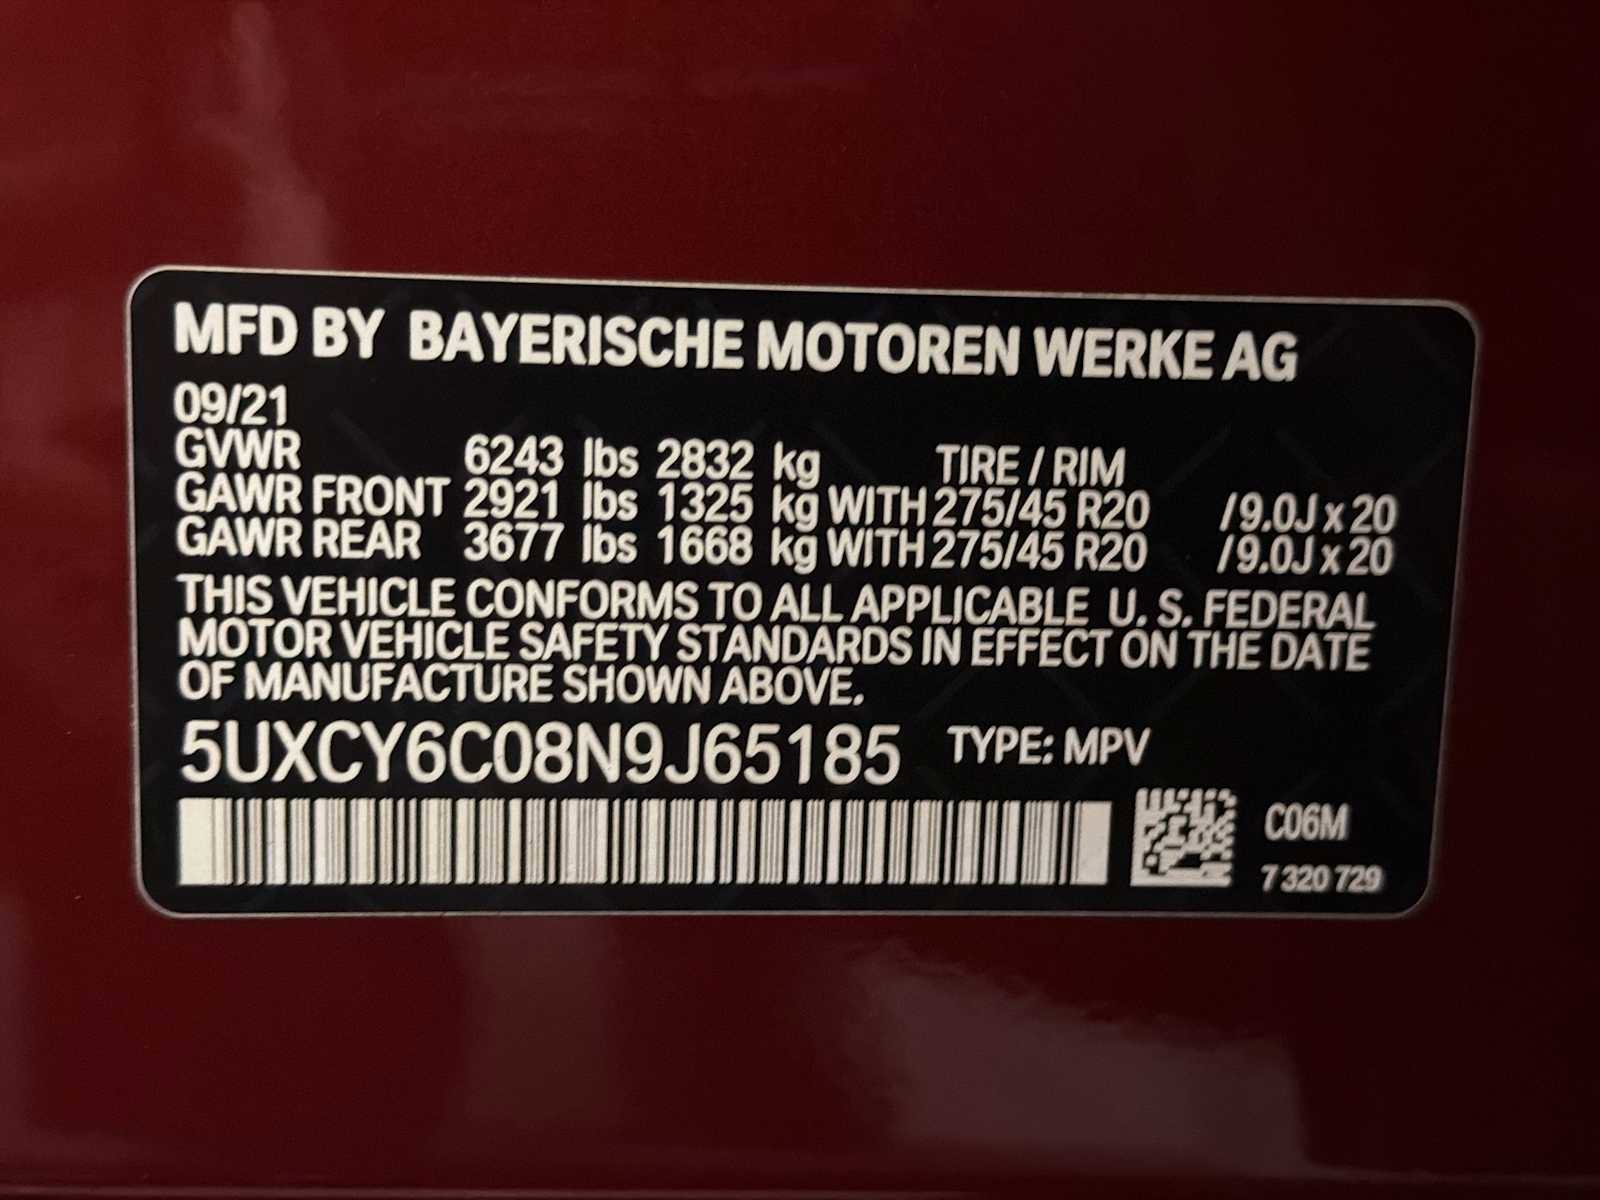 MFD BY BAYERISCHE MOTOREN WERKE AG
09/21
GVWR 6243 lbs 2832 kg TIRE / RIM
GAWR FRONT 2921 lbs 1325 kg WITH 275/45 R20 /9.0J x 20
GAWR REAR 3677 lbs 1668 kg WITH 275/45 R20 /9.0J x 20
THIS VEHICLE CONFORMS TO ALL APPLICABLE U. S. FEDERAL
MOTOR VEHICLE SAFETY STANDARDS IN EFFECT ON THE DATE
OF MANUFACTURE SHOWN ABOVE.
5UXCY6C08N9J65185 TYPE: MPV
C06M
7 320 729